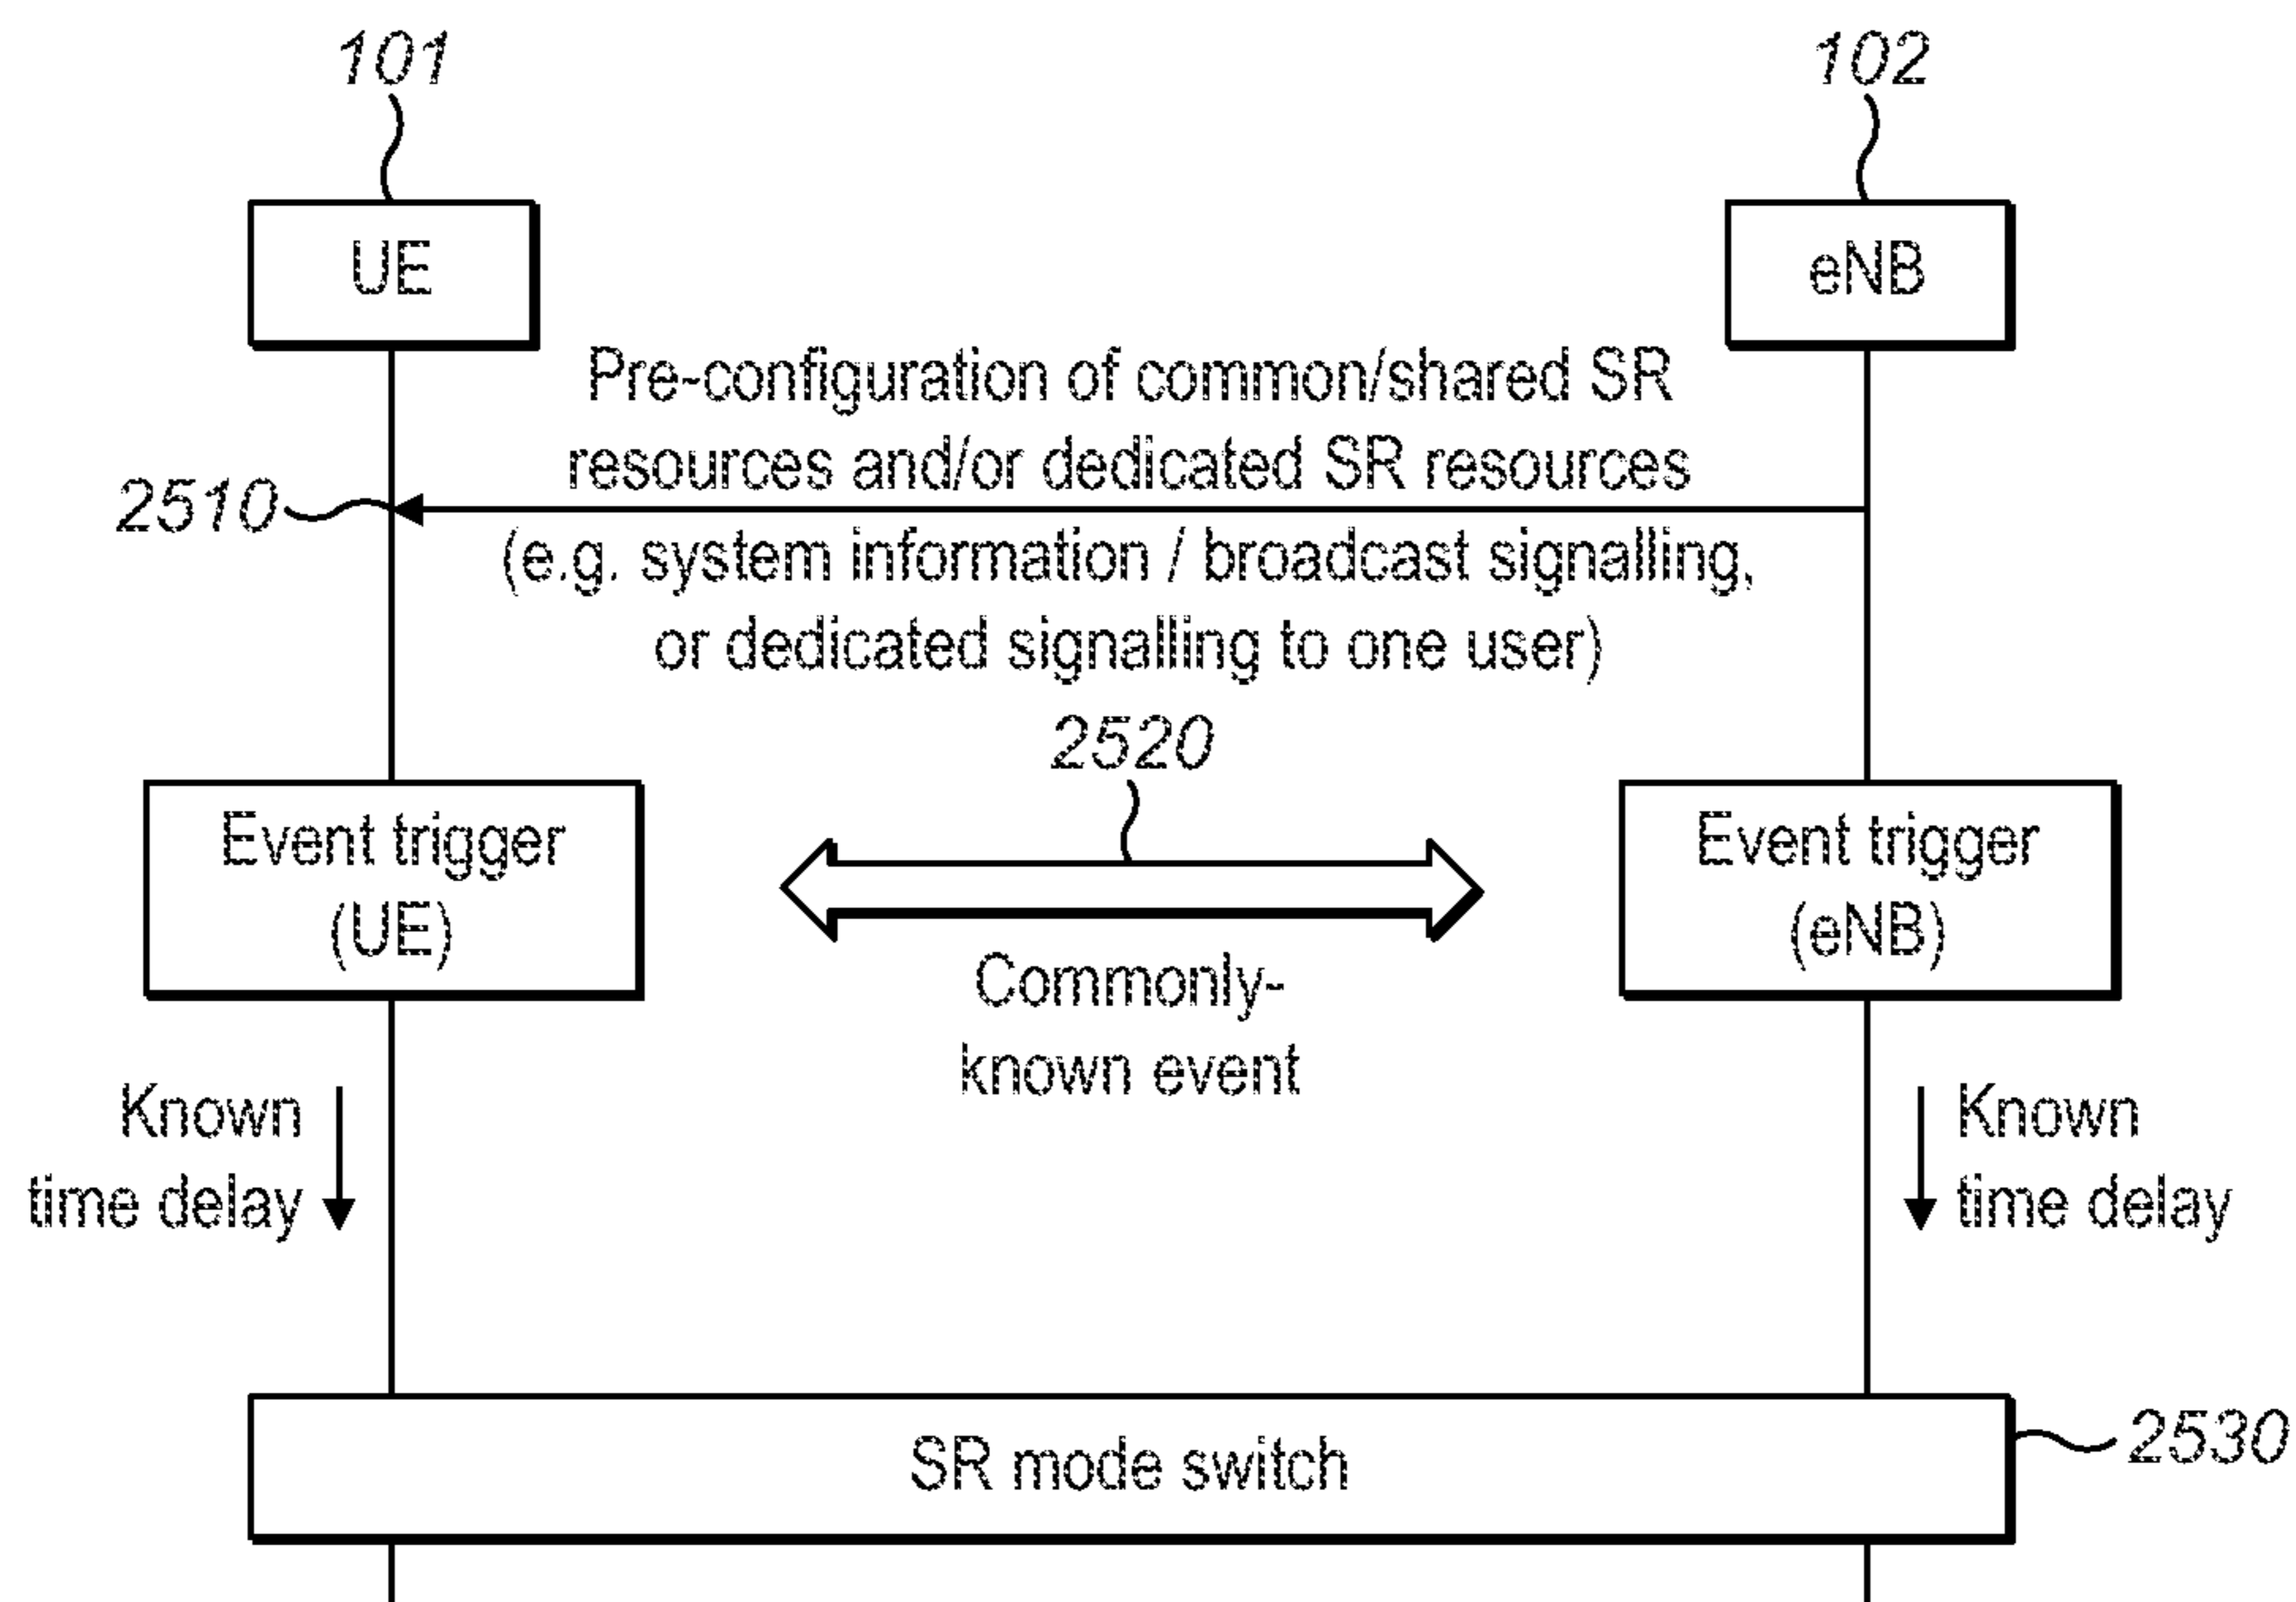 101
102
UE
eNB
Pre-configuration of common/shared SR
resources and/or dedicated SR resources
2510
(e.g. system information / broadcast signalling,
or dedicated signalling to one user)
2520
Event trigger
(UE)
Event trigger
(eNB)
Commonly-
known event
Known
time delay
Known
time delay
SR mode switch
2530